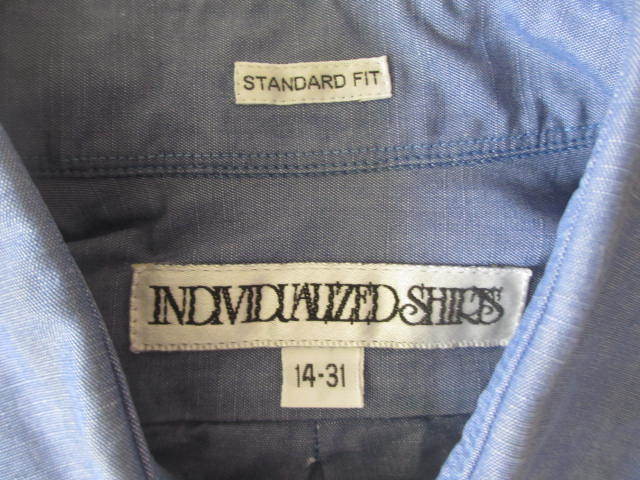 STANDARD FIT
INDIVIDUALIZED SHIRTS
14-31